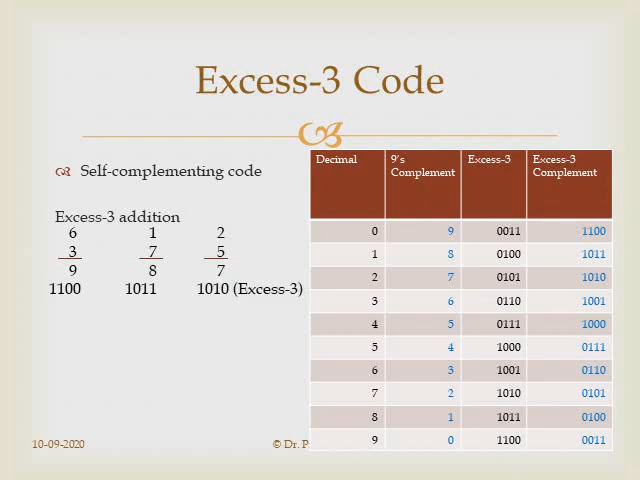 Excess-3 Code
Self-complementing code
Excess-3 addition
6 1 2
3 7 5
9 8 7
1100 1011 1010 (Excess-3)
Decimal 9's Complement Excess-3 Excess-3 Complement
0 9 0011 1100
1 8 0100 1011
2 7 0101 1010
3 6 0110 1001
4 5 0111 1000
5 4 1000 0111
6 3 1001 0110
7 2 1010 0101
8 1 1011 0100
9 0 1100 0011
10-09-2020 © Dr. P